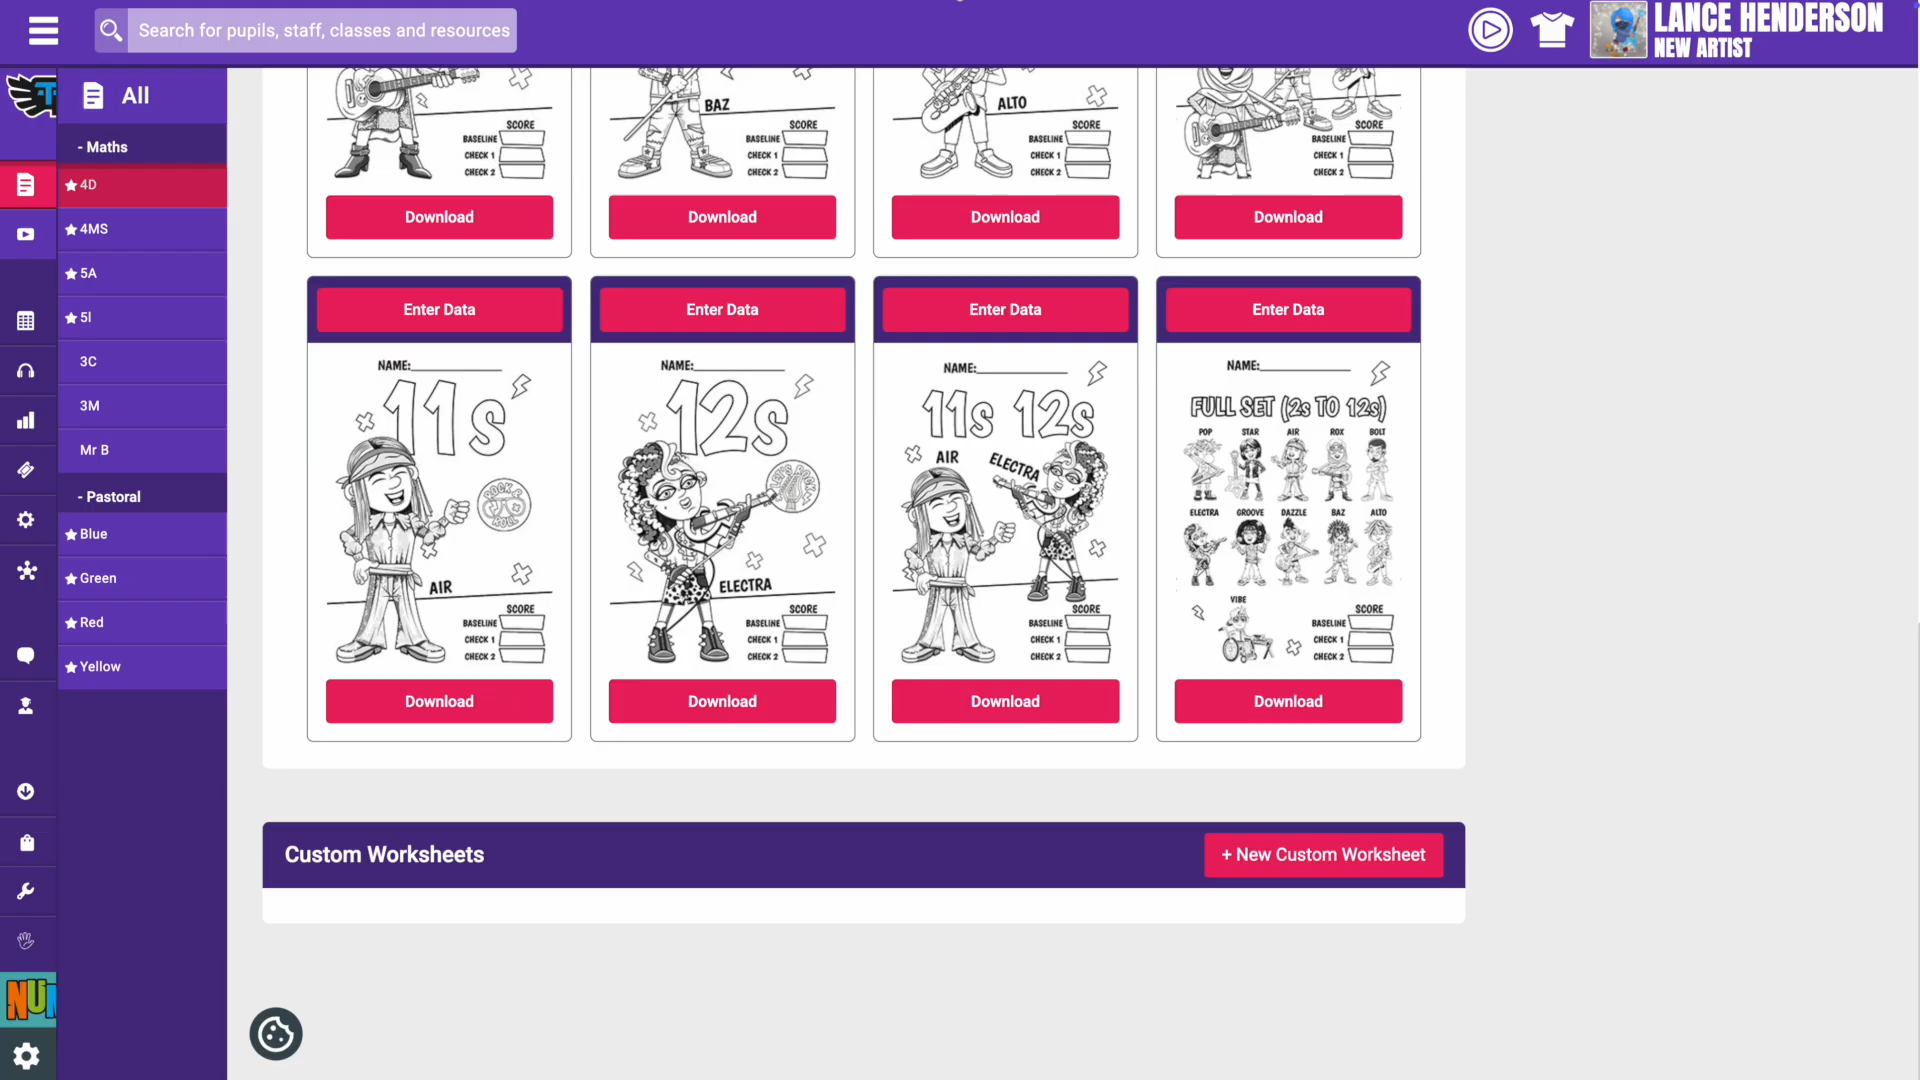 Search for pupils, staff, classes and resources
LANCE HENDERSON
NEW ARTIST
All
- Maths
4D
4MS
5A
5I
3C
3M
Mr B
- Pastoral
Blue
Green
Red
Yellow
NUM
SCORE
BASELINE
CHECK 1
CHECK 2
Download
BAZ
SCORE
BASELINE
CHECK 1
CHECK 2
Download
ALTO
SCORE
BASELINE
CHECK 1
CHECK 2
Download
SCORE
BASELINE
CHECK 1
CHECK 2
Download
Enter Data
NAME:
11s
ROCK & ROLL
AIR
SCORE
BASELINE
CHECK 1
CHECK 2
Download
Enter Data
NAME:
12s
LET'S ROCK
ELECTRA
SCORE
BASELINE
CHECK 1
CHECK 2
Download
Enter Data
NAME:
11s 12s
AIR
ELECTRA
SCORE
BASELINE
CHECK 1
CHECK 2
Download
Enter Data
NAME:
FULL SET (2s TO 12s)
POP STAR AIR ROX BOLT
ELECTRA GROOVE DAZZLE BAZ ALTO
VIBE
SCORE
BASELINE
CHECK 1
CHECK 2
Download
Custom Worksheets
+ New Custom Worksheet